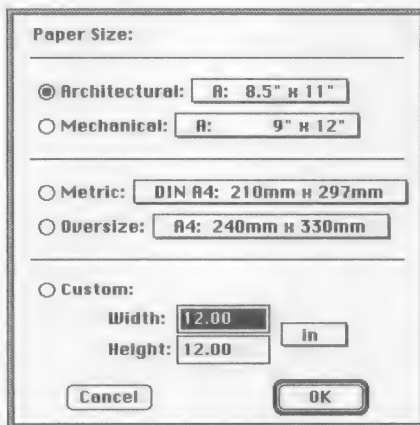 Paper Size:
Architectural: A: 8.5" x 11"
Mechanical: A: 9" x 12"
Metric: DIN A4: 210mm x 297mm
Oversize: A4: 240mm x 330mm
Custom:
Width: 12.00
in
Height: 12.00
Cancel OK